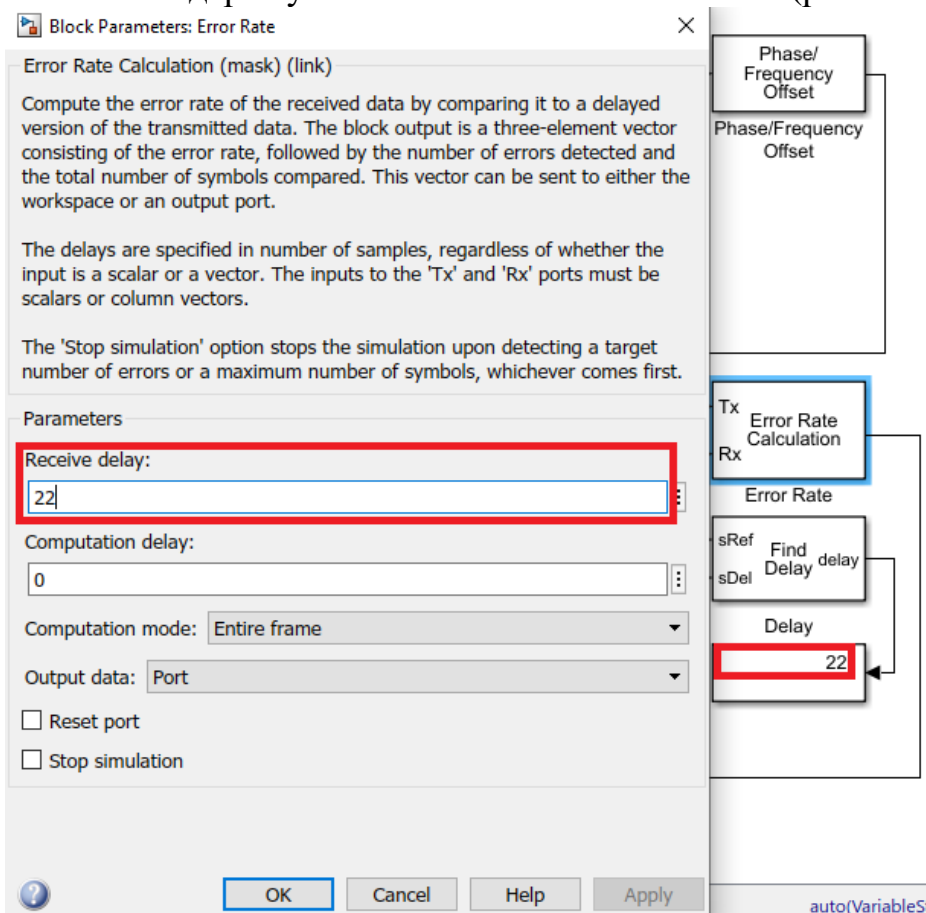 Block Parameters: Error Rate
Error Rate Calculation (mask) (link)
Compute the error rate of the received data by comparing it to a delayed
version of the transmitted data. The block output is a three-element vector
consisting of the error rate, followed by the number of errors detected and
the total number of symbols compared. This vector can be sent to either the
workspace or an output port.
The delays are specified in number of samples, regardless of whether the
input is a scalar or a vector. The inputs to the 'Tx' and 'Rx' ports must be
scalars or column vectors.
The 'Stop simulation' option stops the simulation upon detecting a target
number of errors or a maximum number of symbols, whichever comes first.
Parameters
Receive delay:
22
Computation delay:
0
Computation mode: Entire frame
Output data: Port
Reset port
Stop simulation
OK Cancel Help Apply
Phase/
Frequency
Offset
Phase/Frequency
Offset
Tx
Error Rate
Calculation
Rx
Error Rate
sRef
Find
Delay
delay
sDel
Delay
22